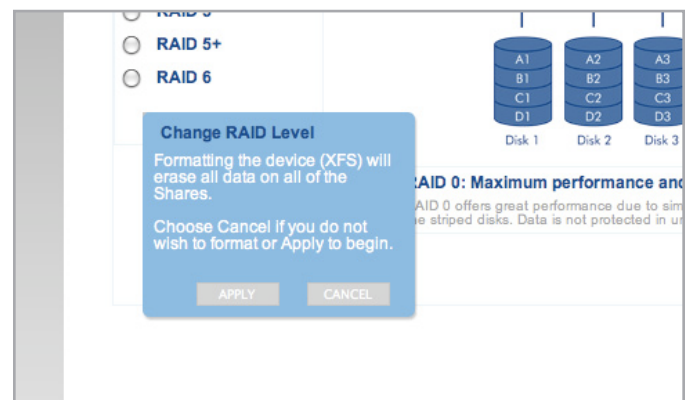 RAID 5+
RAID 6
A1 A2 A3
B1 B2 B3
C1 C2 C3
D1 D2 D3
Disk 1 Disk 2 Disk 3
Change RAID Level
Formatting the device (XFS) will
erase all data on all of the
Shares.
Choose Cancel if you do not
wish to format or Apply to begin.
APPLY CANCEL
RAID 0: Maximum performance and
RAID 0 offers great performance due to
striped disks. Data is not protected in